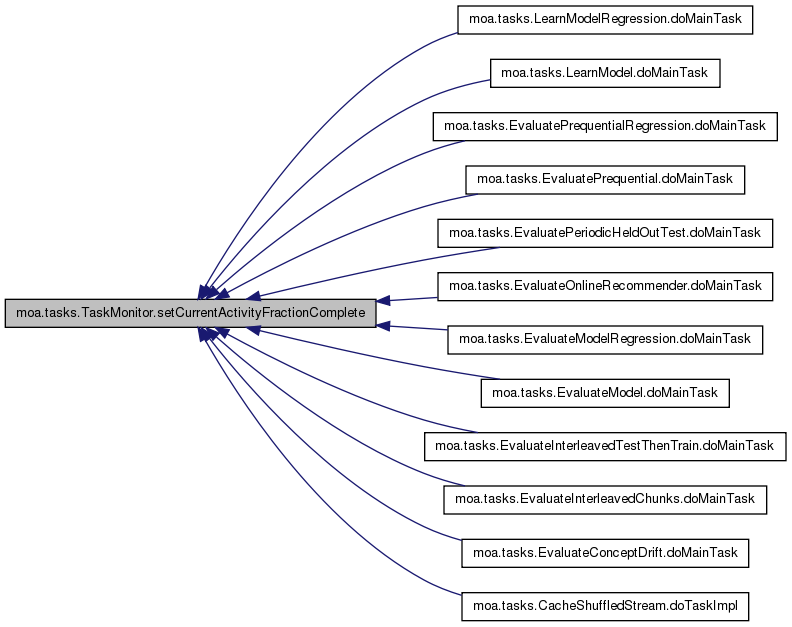 moa.tasks.LearnModelRegression.doMainTask
moa.tasks.LearnModel.doMainTask
moa.tasks.EvaluatePrequentialRegression.doMainTask
moa.tasks.EvaluatePrequential.doMainTask
moa.tasks.EvaluatePeriodicHeldOutTest.doMainTask
moa.tasks.EvaluateOnlineRecommender.doMainTask
moa.tasks.TaskMonitor.setCurrentActivityFractionComplete
moa.tasks.EvaluateModelRegression.doMainTask
moa.tasks.EvaluateModel.doMainTask
moa.tasks.EvaluateInterleavedTestThenTrain.doMainTask
moa.tasks.EvaluateInterleavedChunks.doMainTask
moa.tasks.EvaluateConceptDrift.doMainTask
moa.tasks.CacheShuffledStream.doTaskImpl